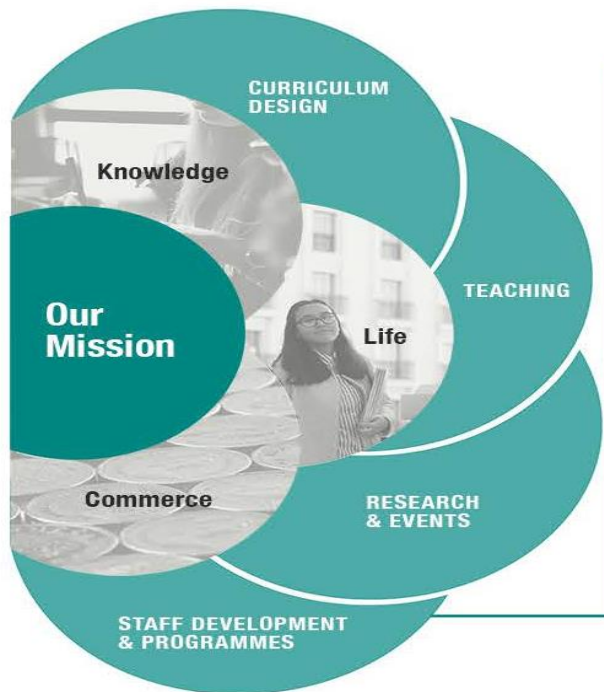 CURRICULUM
DESIGN
Knowledge
TEACHING
Our
Mission
Life
Commerce
RESEARCH
& EVENTS
STAFF DEVELOPMENT
& PROGRAMMES